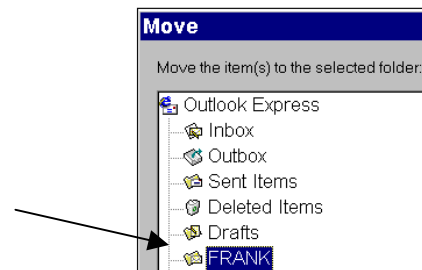 Move
Move the item(s) to the selected folder:
Outlook Express
Inbox
Outbox
Sent Items
Deleted Items
Drafts
FRANK